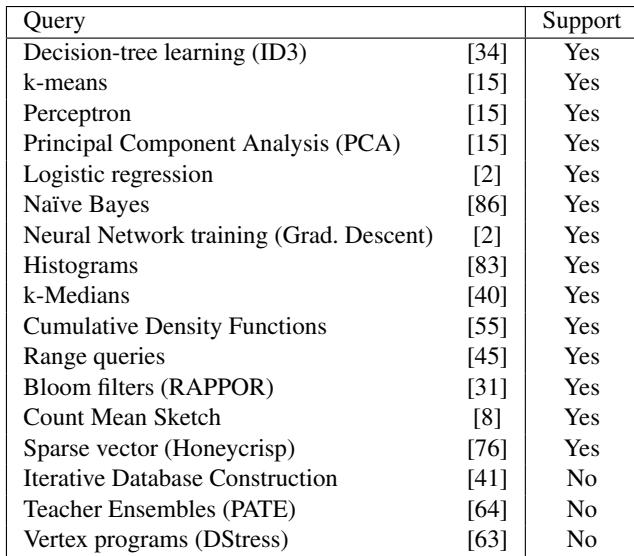 Query Support
Decision-tree learning (ID3) [34] Yes
k-means [15] Yes
Perceptron [15] Yes
Principal Component Analysis (PCA) [15] Yes
Logistic regression [2] Yes
Naïve Bayes [86] Yes
Neural Network training (Grad. Descent) [2] Yes
Histograms [83] Yes
k-Medians [40] Yes
Cumulative Density Functions [55] Yes
Range queries [45] Yes
Bloom filters (RAPPOR) [31] Yes
Count Mean Sketch [8] Yes
Sparse vector (Honeycrisp) [76] Yes
Iterative Database Construction [41] No
Teacher Ensembles (PATE) [64] No
Vertex programs (DStress) [63] No